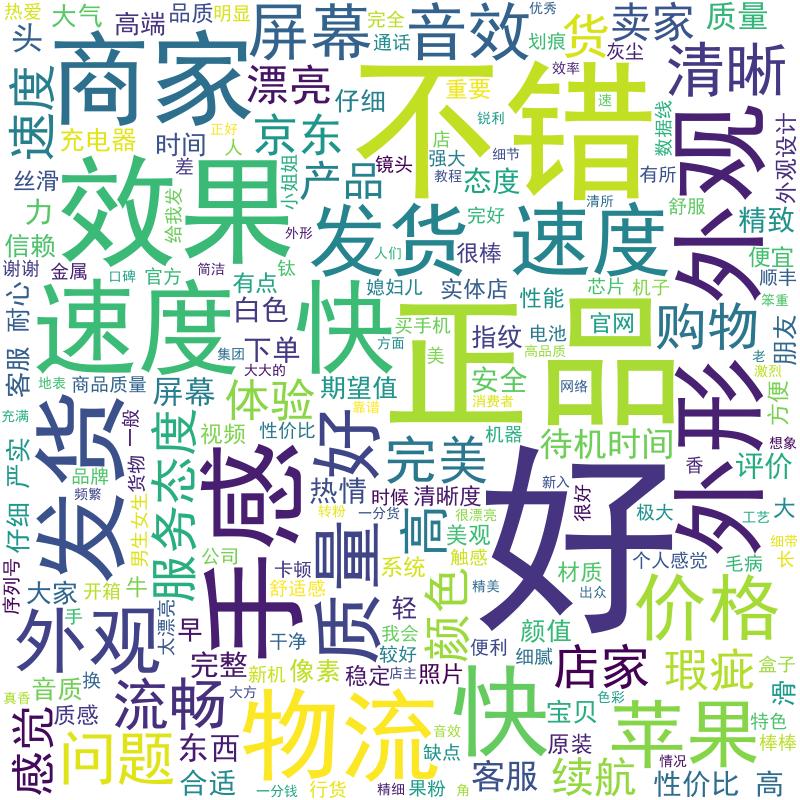 热爱
大气
高端
品质
明显
屏幕
音效
完全
通话
优秀
划痕
货
灰尘
卖家
质量
头
商家
漂亮
仔细
不错
重要
效率
速
锐利
清晰
速度
充电器
时间
正好
人
京东
店
数据线
外观
外观设计
丝滑
效果
差
小姐姐
产品
镜头
强大
教程
细节
态度
有所
力
给我发
发货
完好
清所
速度
舒服
精致
信赖
外形
很棒
人们
便宜
谢谢
金属
口碑
官方
简洁
有点
钛
媳妇儿
实体店
性能
芯片
机子
笨重
顺丰
耐心
速度
白色
快
买手机
指纹
电池
官网
购物
朋友
客服
集团
下单
方面
美
正品
高品质
老
激烈
地表
商品质量
屏幕
大大的
期望值
安全
消费者
网络
方便
充满
发货
服务态度
体验
靠谱
视频
性价比
好
完美
机器
待机时间
外形
想象
严实
一般
品牌
货物
频繁
手感
热情
时候
清晰度
好
新入
很好
香
评价
仔细
男生女生
转粉
一分货
很漂亮
高
美观
极大
工艺
大
序列号
大家
开箱
牛
公司
卡顿
质量
系统
触感
材质
个人感觉
毛病
细带
长
手
外观
太漂亮
早
舒适感
干净
轻
我会
颜色
精美
出众
价格
颜值
较好
便利
细腻
真香
音质
换
流畅
完整
新机
像素
稳定
店主
照片
店家
瑕疵
盒子
滑
感觉
质感
大方
物流
快
宝贝
色彩
苹果
特色
问题
东西
音效
缺点
原装
棒棒
合适
一分钱
行货
精细
果粉
角
客服
续航
情况
性价比
高